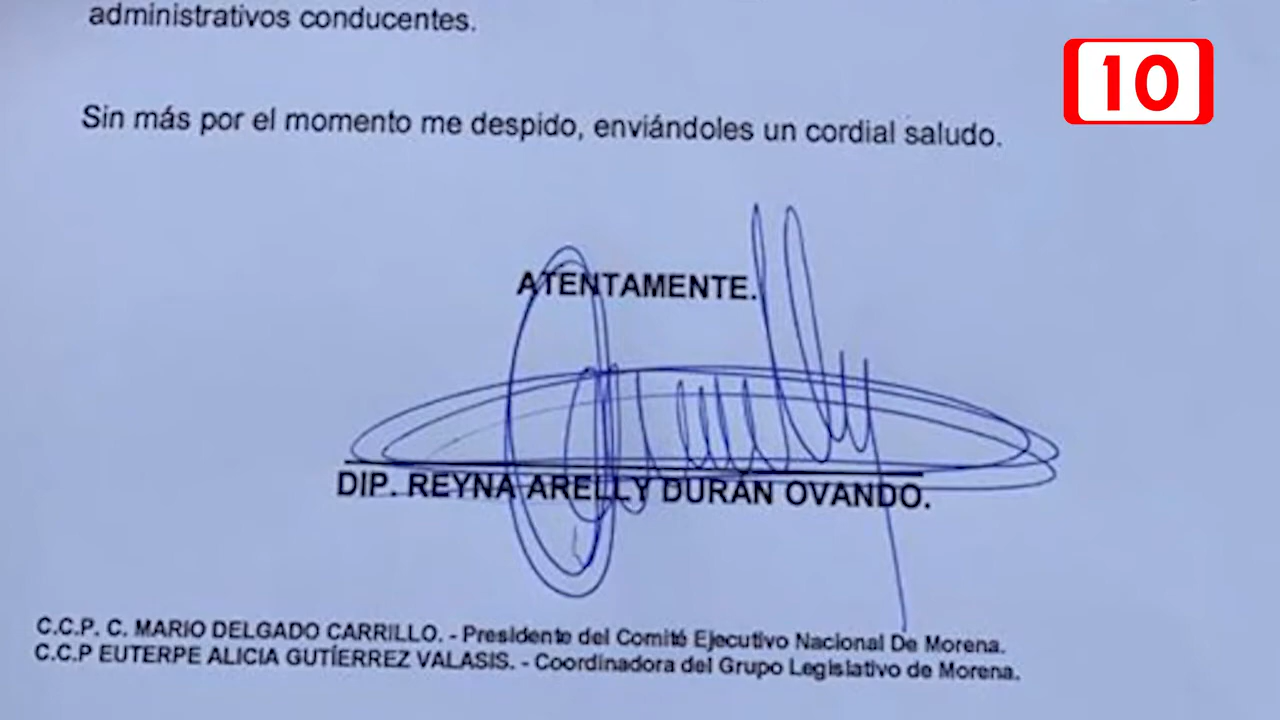 administrativos conducentes.
10
Sin más por el momento me despido, enviándoles un cordial saludo.
ATENTAMENTE.
DIP. REYNA ARELLY DURÁN OVANDO.
C.C.P. C. MARIO DELGADO CARRILLO. - Presidente del Comité Ejecutivo Nacional De Morena.
C.C.P EUTERPE ALICIA GUTÍERREZ VALASIS. - Coordinadora del Grupo Legislativo de Morena.